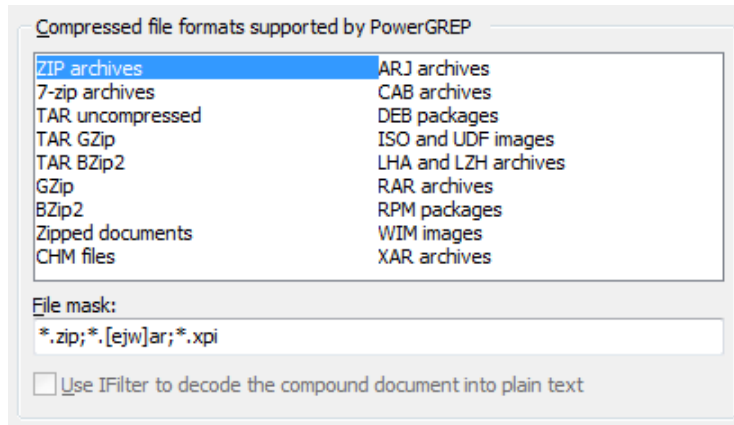 Compressed file formats supported by PowerGREP
ZIP archives
7-zip archives
TAR uncompressed
TAR GZip
TAR BZip2
GZip
BZip2
Zipped documents
CHM files
ARJ archives
CAB archives
DEB packages
ISO and UDF images
LHA and LZH archives
RAR archives
RPM packages
WIM images
XAR archives
File mask:
*.zip;*.[ejw]ar;*.xpi
Use IFilter to decode the compound document into plain text